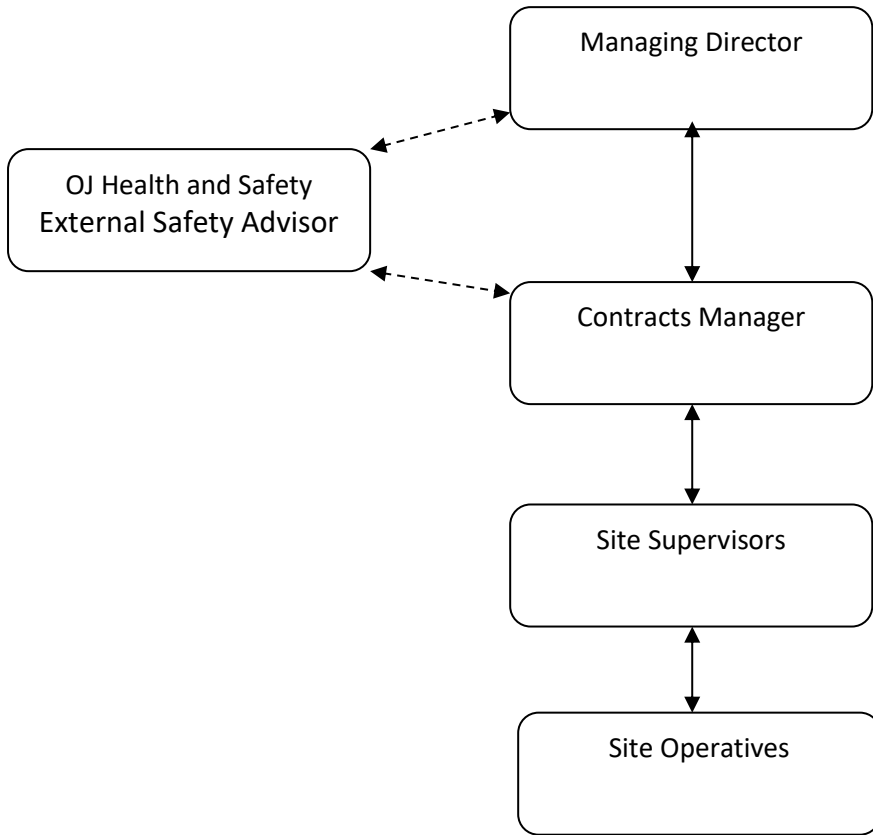 Managing Director
OJ Health and Safety
External Safety Advisor
Contracts Manager
Site Supervisors
Site Operatives